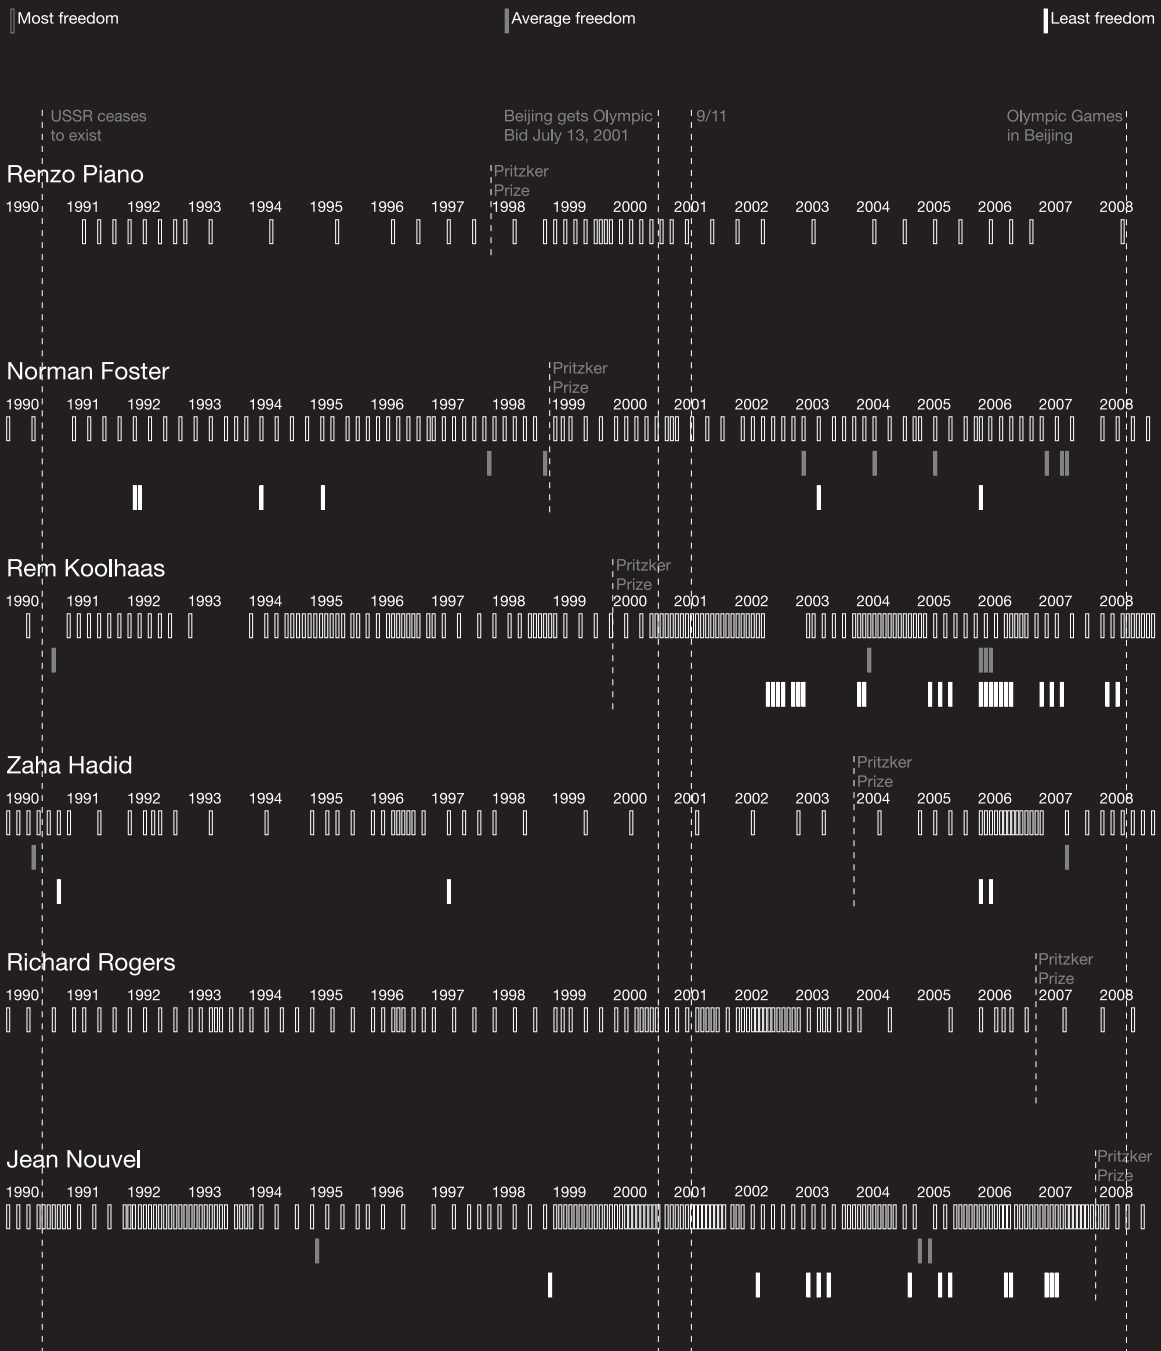 Most freedom
Average freedom
Least freedom
USSR ceases
to exist
Beijing gets Olympic
Bid July 13, 2001
9/11
Olympic Games
in Beijing
Renzo Piano
Pritzker
Prize
1990 1991 1992 1993 1994 1995 1996 1997 1998 1999 2000 2001 2002 2003 2004 2005 2006 2007 2008
Norman Foster
Pritzker
Prize
1990 1991 1992 1993 1994 1995 1996 1997 1998 1999 2000 2001 2002 2003 2004 2005 2006 2007 2008
Rem Koolhaas
Pritzker
Prize
1990 1991 1992 1993 1994 1995 1996 1997 1998 1999 2000 2001 2002 2003 2004 2005 2006 2007 2008
Zaha Hadid
Pritzker
Prize
1990 1991 1992 1993 1994 1995 1996 1997 1998 1999 2000 2001 2002 2003 2004 2005 2006 2007 2008
Richard Rogers
Pritzker
Prize
1990 1991 1992 1993 1994 1995 1996 1997 1998 1999 2000 2001 2002 2003 2004 2005 2006 2007 2008
Jean Nouvel
Pritzker
Prize
1990 1991 1992 1993 1994 1995 1996 1997 1998 1999 2000 2001 2002 2003 2004 2005 2006 2007 2008